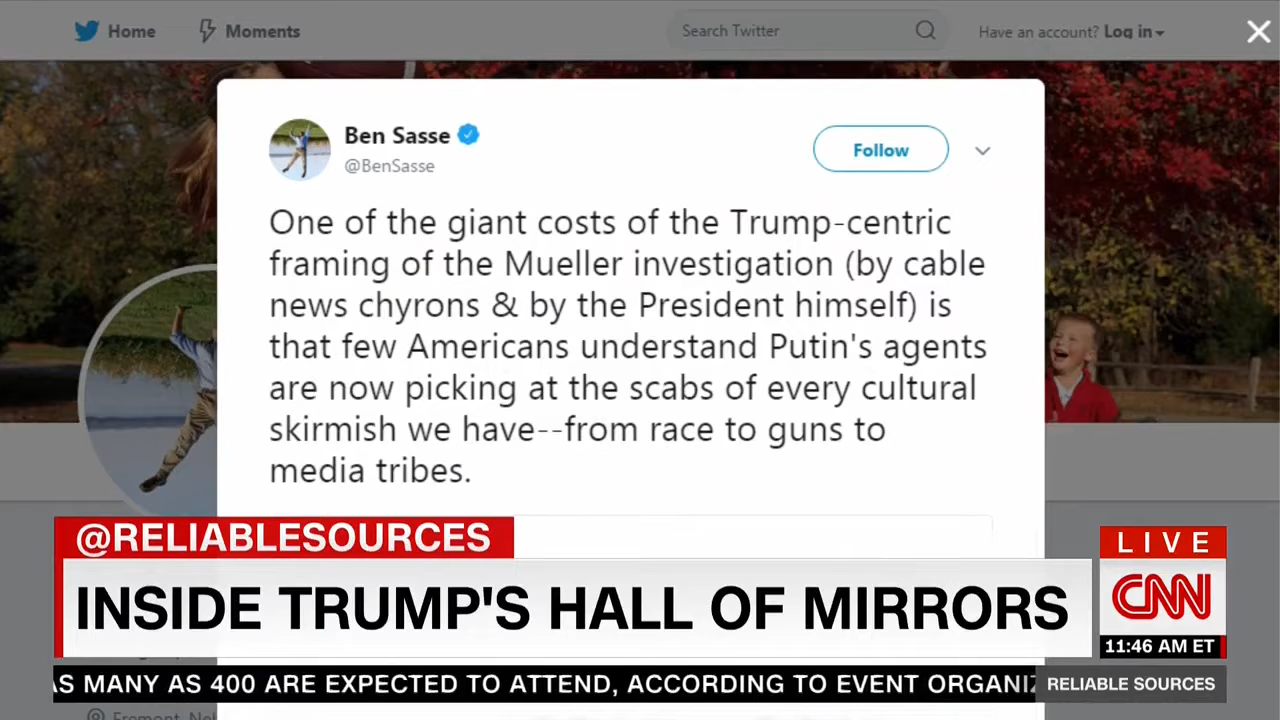 Home
Moments
Search Twitter
Have an account? Log in
Ben Sasse
@BenSasse
Follow
One of the giant costs of the Trump-centric
framing of the Mueller investigation (by cable
news chyrons & by the President himself) is
that few Americans understand Putin's agents
are now picking at the scabs of every cultural
skirmish we have--from race to guns to
media tribes.
@RELIABLESOURCES
INSIDE TRUMP'S HALL OF MIRRORS
LIVE
CNN
11:46 AM ET
AS MANY AS 400 ARE EXPECTED TO ATTEND, ACCORDING TO EVENT ORGANIZ
RELIABLE SOURCES
Fremont,